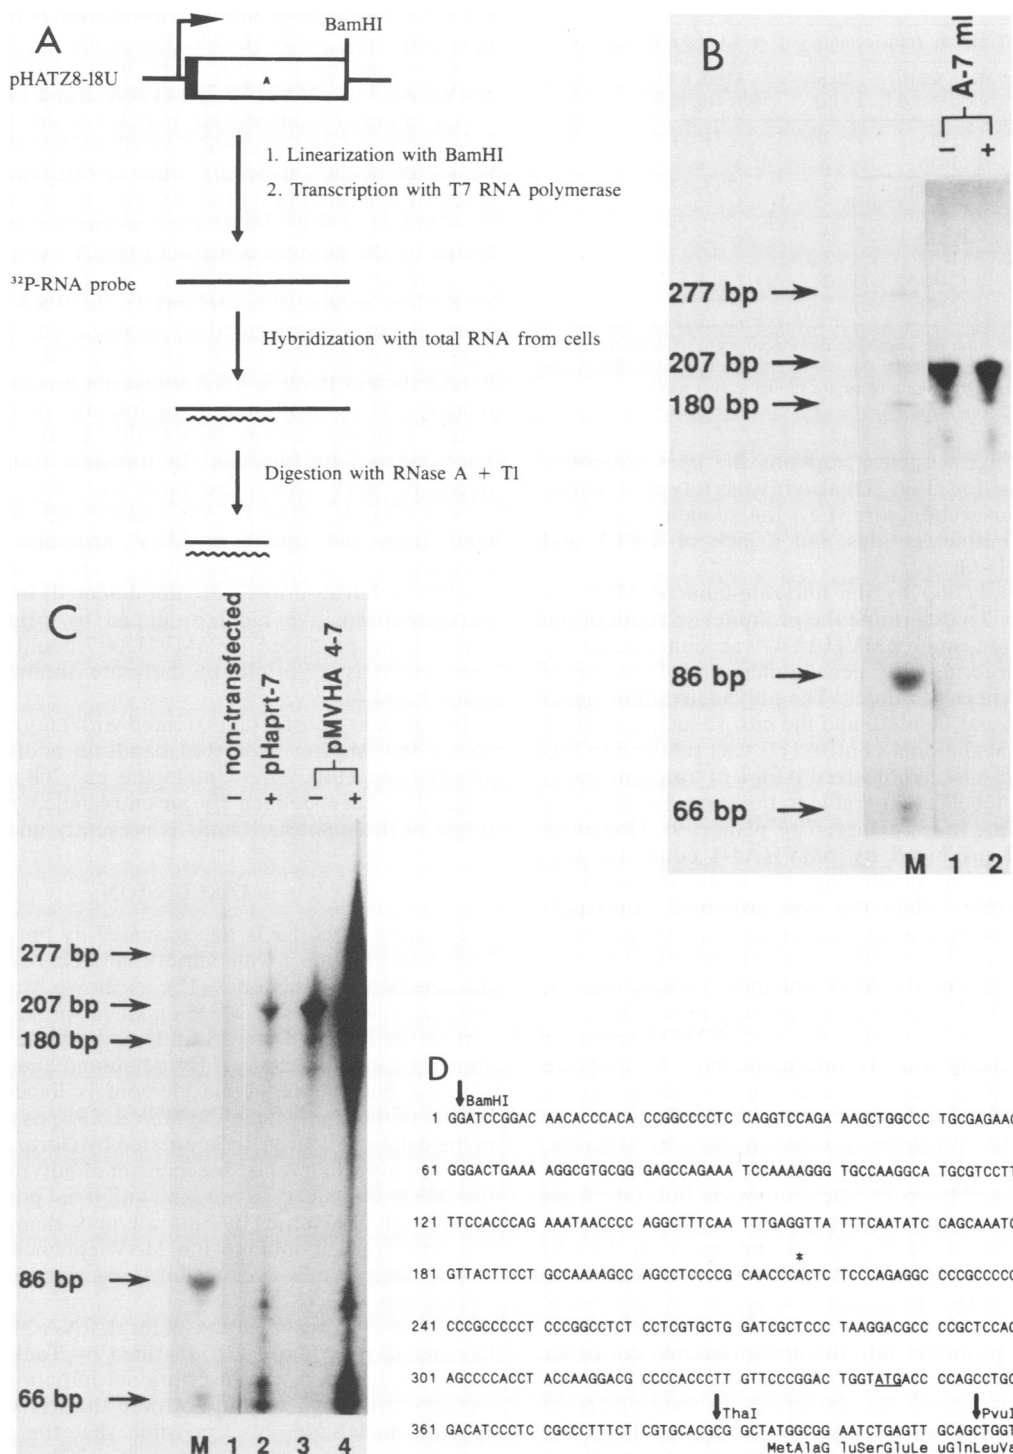 A
BamHI
pHATZ8-18U
A
1. Linearization with BamHI
2. Transcription with T7 RNA polymerase
³²P-RNA probe
Hybridization with total RNA from cells
Digestion with RNase A + T1
B
A-7 ml
- +
277 bp
207 bp
180 bp
86 bp
66 bp
M 1 2
C
non-transfected
pHaprt-7
pMVHA 4-7
- + - +
277 bp
207 bp
180 bp
86 bp
66 bp
M 1 2 3 4
D
BamHI
1 GGATCCGGAC AACACCCACA CCGGCCCCTC CAGGTCCAGA AAGCTGGCCC TGCGAGAAG
61 GGGACTGAAA AGGCGTGCGG GAGCCAGAAA TCCAAAAGGG TGCCAAGGCA TGCGTCCTT
121 TTCCACCCAG AAATAACCCC AGGCTTTCAA TTTGAGGTTA TTTCAATATC CAGCAAATC
*
181 GTTACTTCCT GCCAAAAGCC AGCCTCCCCG CAACCCACTC TCCCAGAGGC CCCGCCCCC
241 CCCGCCCCCT CCCGGCCTCT CCTCGTGCTG GATCGCTCCC TAAGGACGCC CCGCTCCAG
301 AGCCCCACCT ACCAAGGACG CCCCACCCTT GTTCCCGGAC TGGTATGACC CCAGCCTGC
ThaI PvuI
361 GACATCCCTC CGCCCTTTCT CGTGCACGCG GCTATGGCGG AATCTGAGTT GCAGCTGGT
MetAlaG luSerGluLe uGlnLeuVa